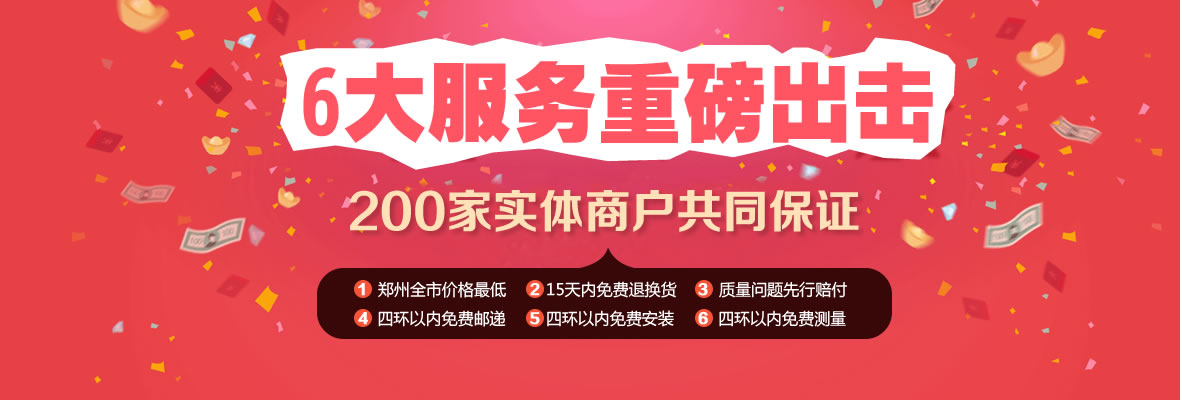 6大服务重磅出击
200家实体商户共同保证
1 郑州全市价格最低 2 15天内免费退换货 3 质量问题先行赔付
4 四环以内免费邮递 5 四环以内免费安装 6 四环以内免费测量